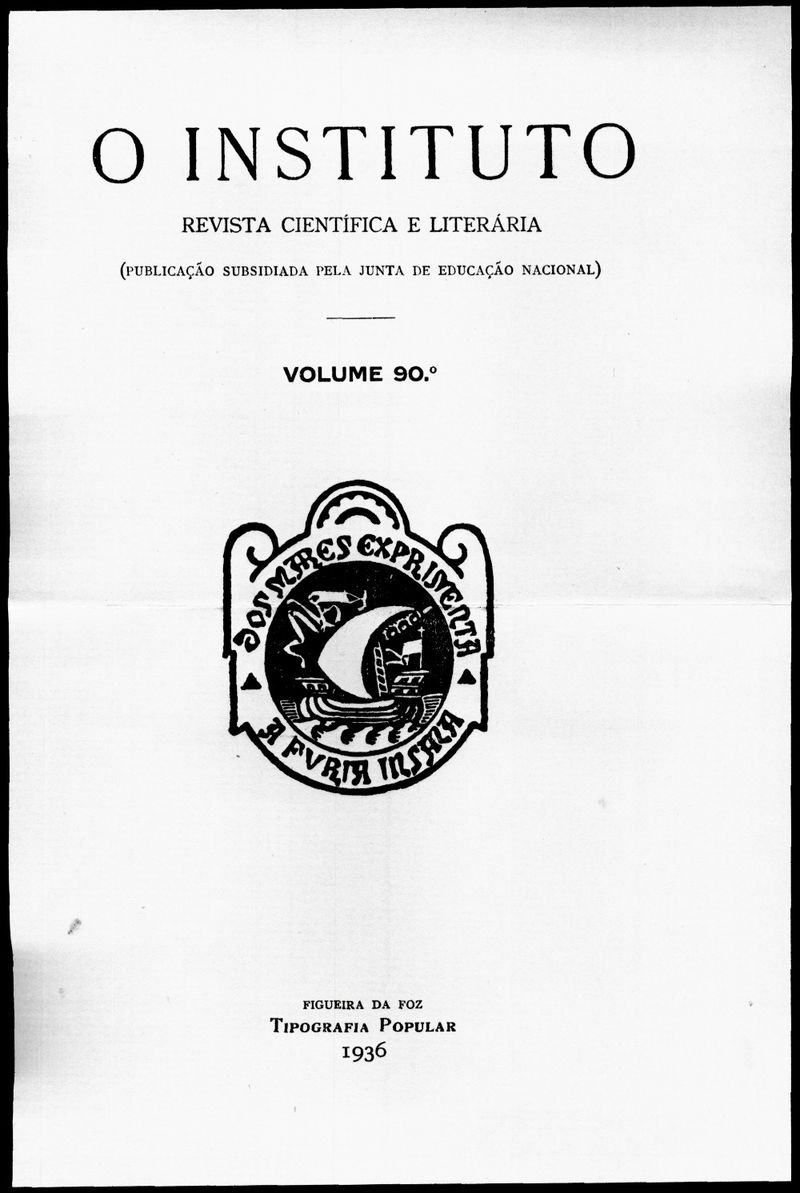 O INSTITUTO
REVISTA CIENTÍFICA E LITERÁRIA
(PUBLICAÇÃO SUBSIDIADA PELA JUNTA DE EDUCAÇÃO NACIONAL)
VOLUME 90.º
DOS MARES EXPRIMENTA
A FVRIA INSANA
FIGUEIRA DA FOZ
TIPOGRAFIA POPULAR
1936